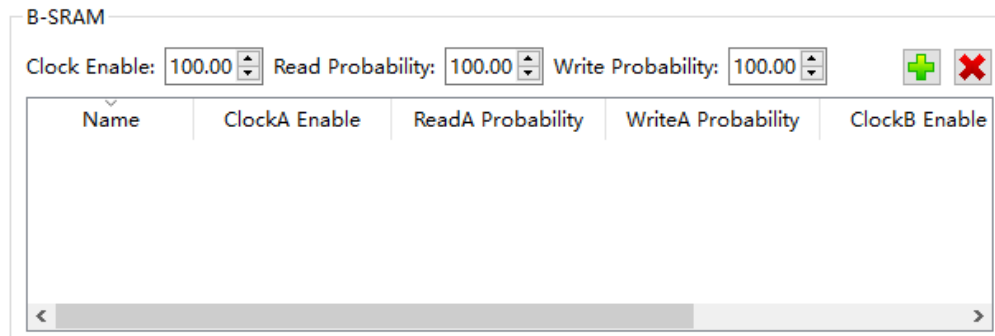 B-SRAM
Clock Enable: 100.00 Read Probability: 100.00 Write Probability: 100.00
Name ClockA Enable ReadA Probability WriteA Probability ClockB Enable